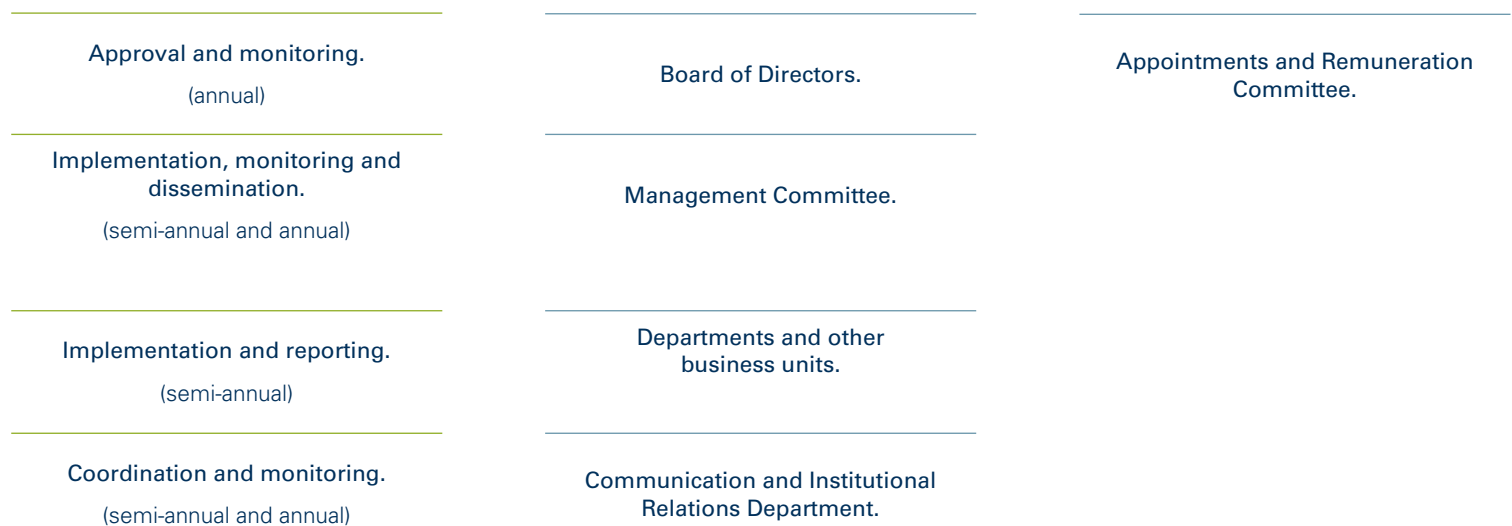 Approval and monitoring.
(annual)
Board of Directors.
Appointments and Remuneration
Committee.
Implementation, monitoring and
dissemination.
(semi-annual and annual)
Management Committee.
Implementation and reporting.
(semi-annual)
Departments and other
business units.
Coordination and monitoring.
(semi-annual and annual)
Communication and Institutional
Relations Department.